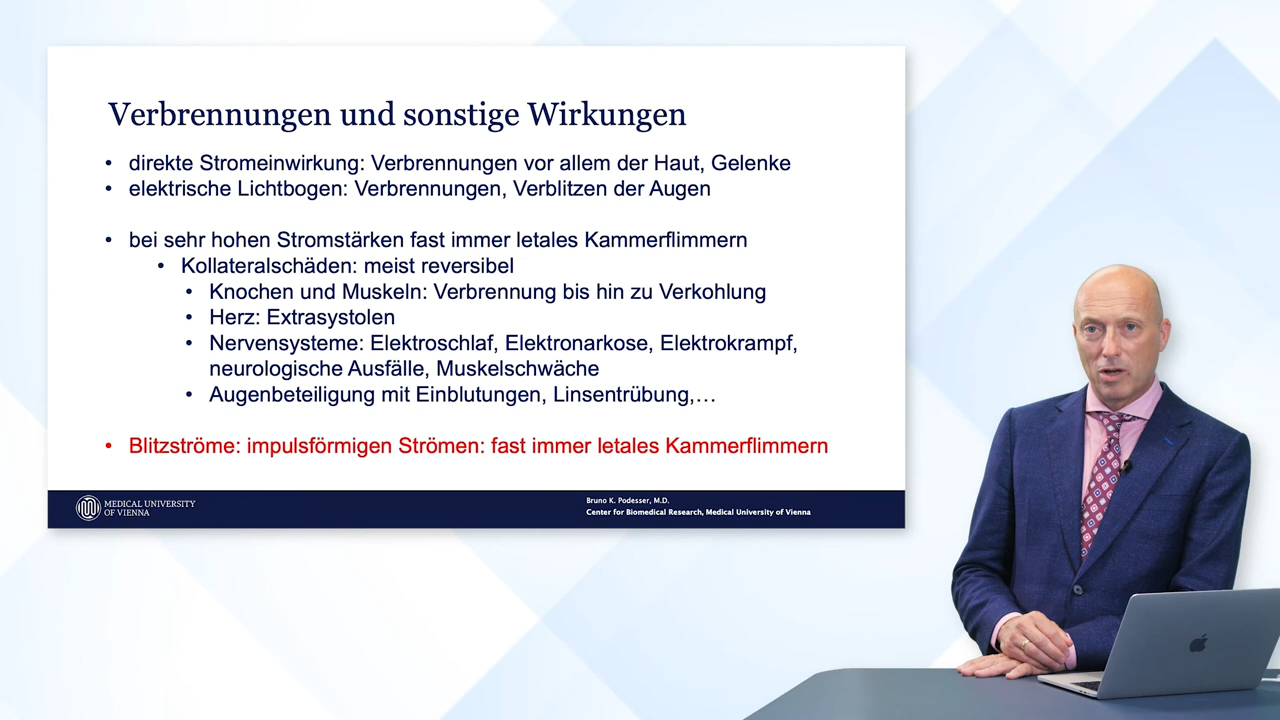 Verbrennungen und sonstige Wirkungen
• direkte Stromeinwirkung: Verbrennungen vor allem der Haut, Gelenke
• elektrische Lichtbogen: Verbrennungen, Verblitzen der Augen
• bei sehr hohen Stromstärken fast immer letales Kammerflimmern
• Kollateralschäden: meist reversibel
• Knochen und Muskeln: Verbrennung bis hin zu Verkohlung
• Herz: Extrasystolen
• Nervensysteme: Elektroschlaf, Elektronarkose, Elektrokrampf,
neurologische Ausfälle, Muskelschwäche
• Augenbeteiligung mit Einblutungen, Linsentrübung,…
• Blitzströme: impulsförmigen Strömen: fast immer letales Kammerflimmern
MEDICAL UNIVERSITY
OF VIENNA
Bruno K. Podesser, M.D.
Center for Biomedical Research, Medical University of Vienna